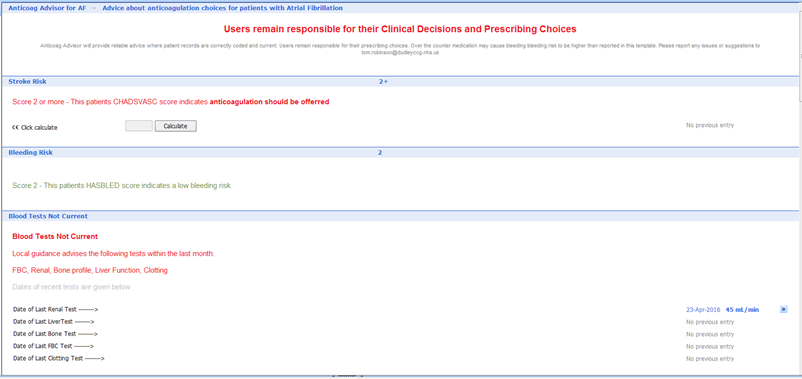 Anticoag Advisor for AF - Advice about anticoagulation choices for patients with Atrial Fibrillation
Users remain responsible for their Clinical Decisions and Prescribing Choices
Anticoag Advisor will provide reliable advice where patient records are correctly coded and current. Users remain responsible for their prescribing choices. Over the counter medication may cause bleeding bleeding risk to be higher than reported in this template. Please report any issues or suggestions to
tom.robinson@dudleyccg.nhs.uk
Stroke Risk 2+
Score 2 or more - This patients CHADSVASC score indicates anticoagulation should be offerred
<< Click calculate Calculate No previous entry
Bleeding Risk 2
Score 2 - This patients HASBLED score indicates a low bleeding risk.
Blood Tests Not Current
Blood Tests Not Current
Local guidance advises the following tests within the last month:
FBC, Renal, Bone profile, Liver Function, Clotting
Dates of recent tests are given below
Date of Last Renal Test -------> 23-Apr-2016 45 mL/min »
Date of Last LiverTest -------> No previous entry
Date of Last Bone Test -------> No previous entry
Date of Last FBC Test -------> No previous entry
Date of Last Clotting Test -------> No previous entry